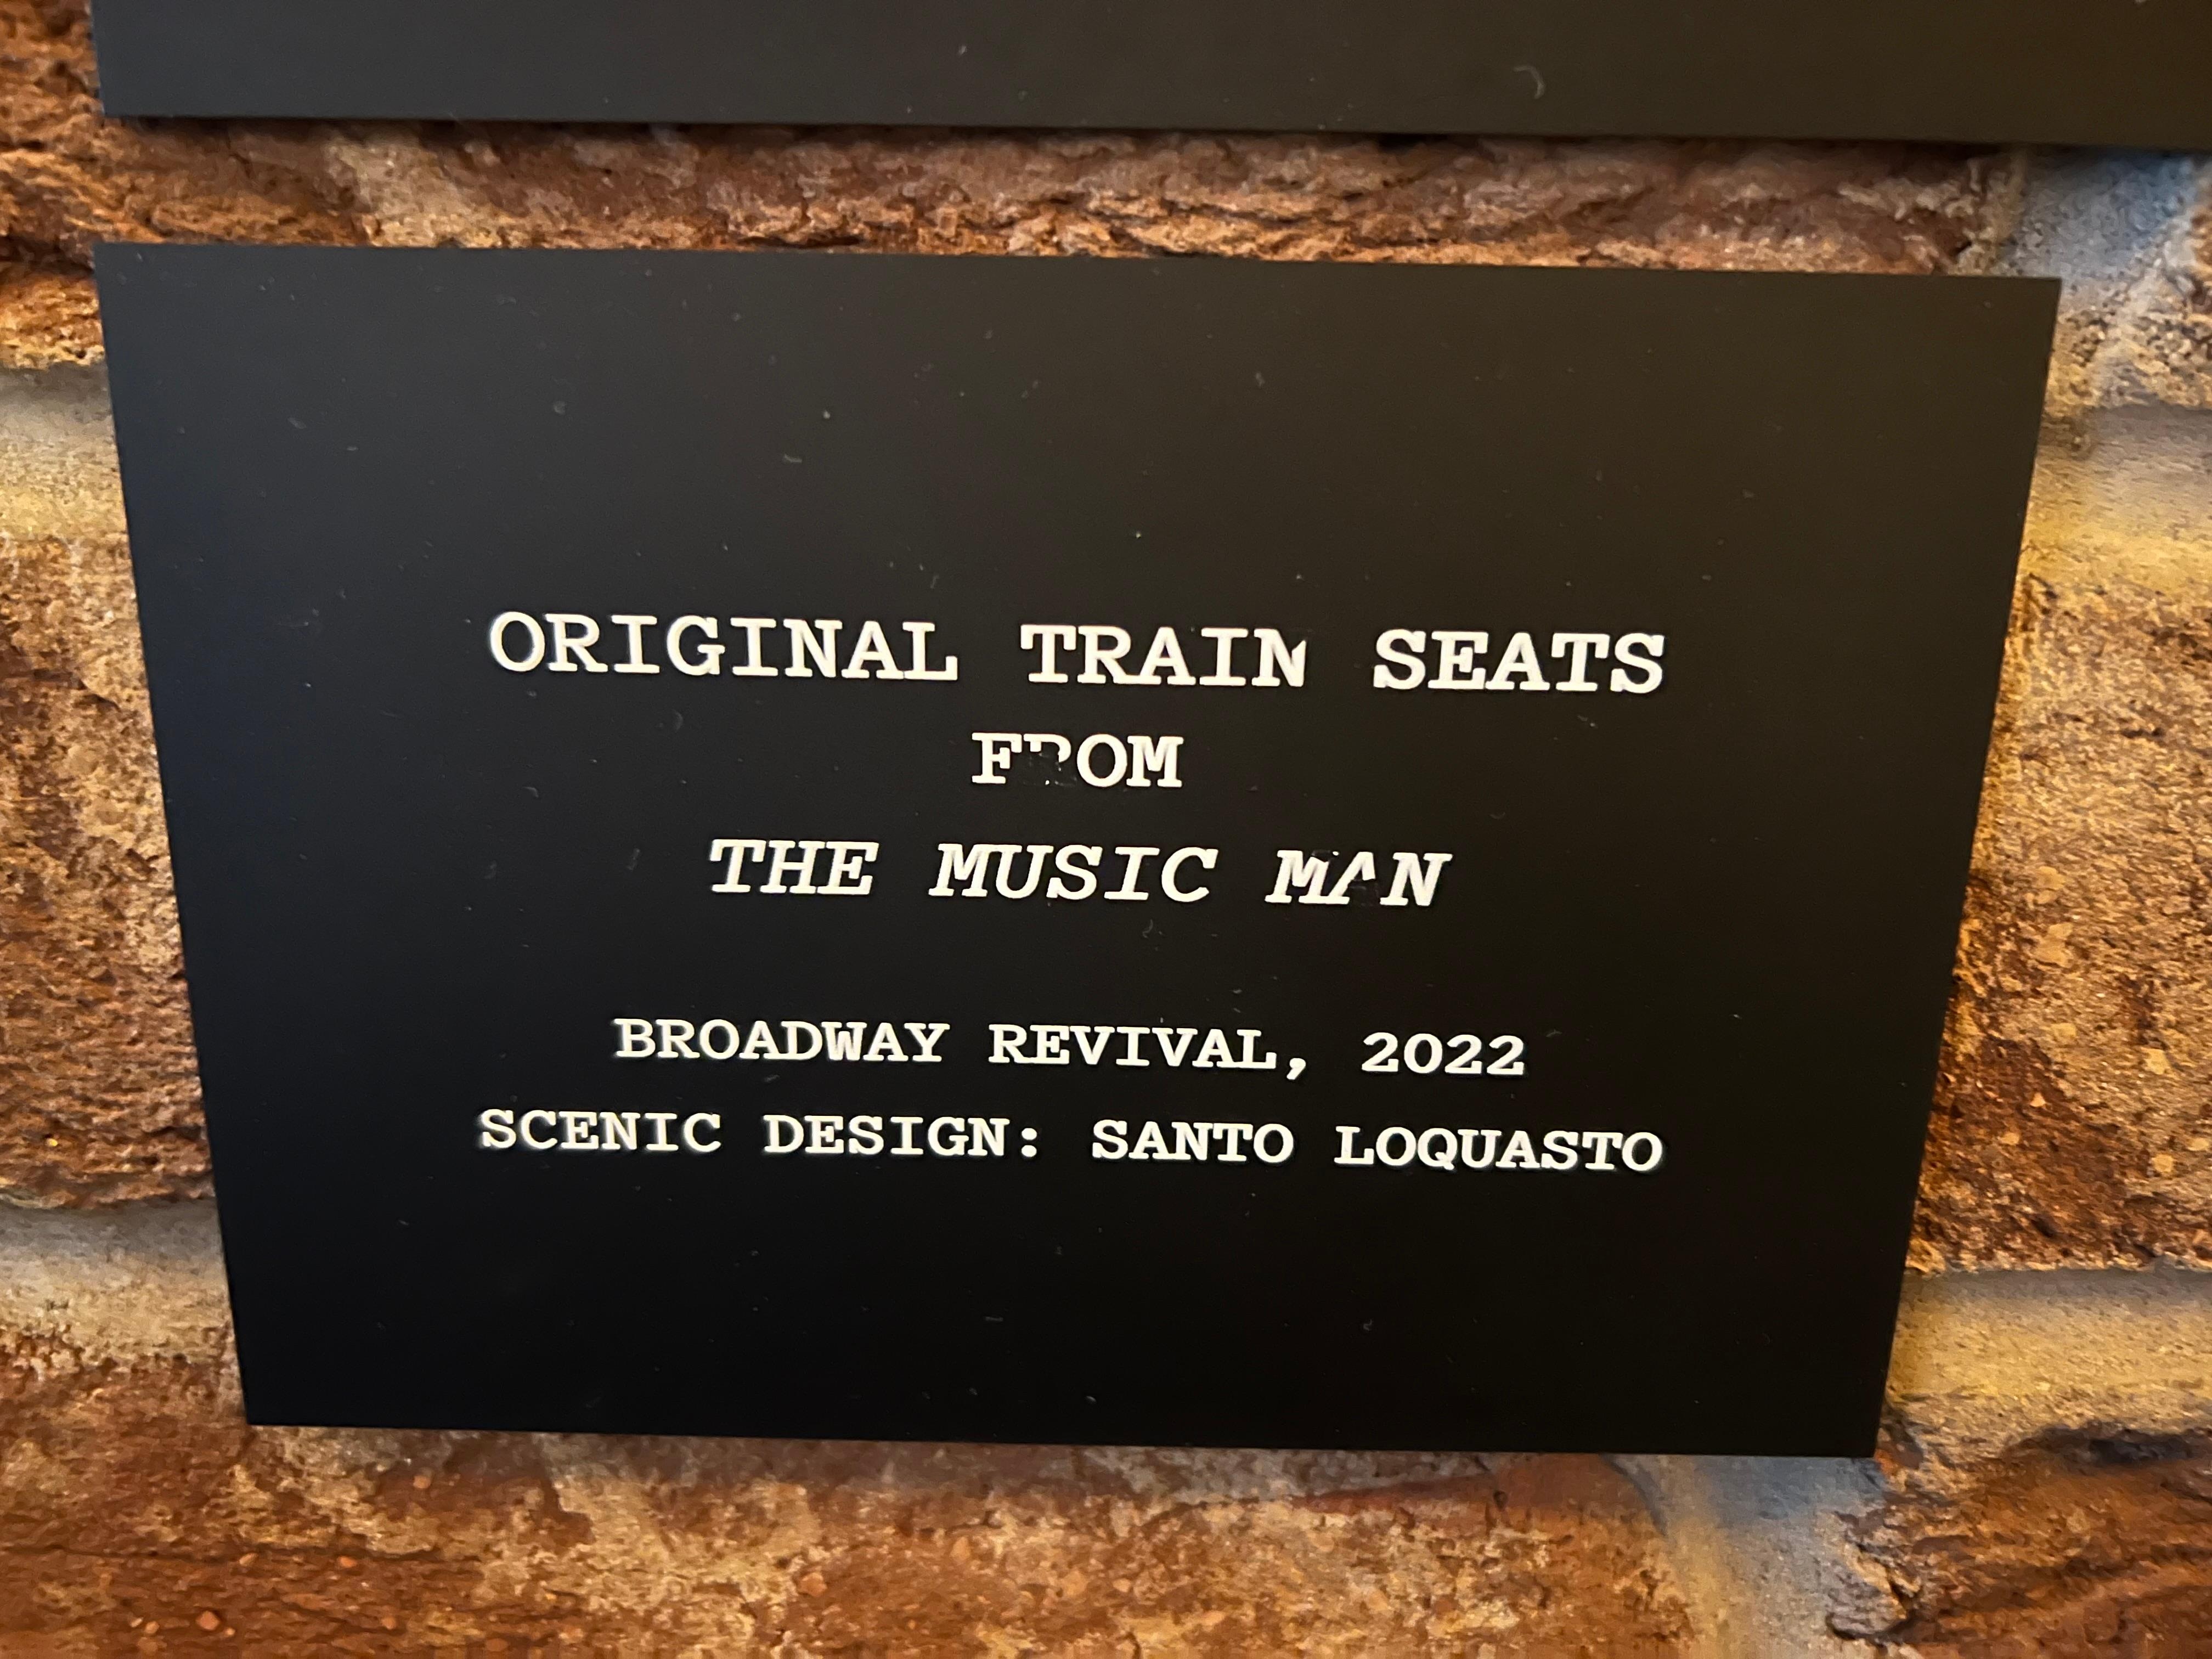 ORIGINAL TRAIN SEATS
FROM
THE MUSIC MAN
BROADWAY REVIVAL, 2022
SCENIC DESIGN: SANTO LOQUASTO